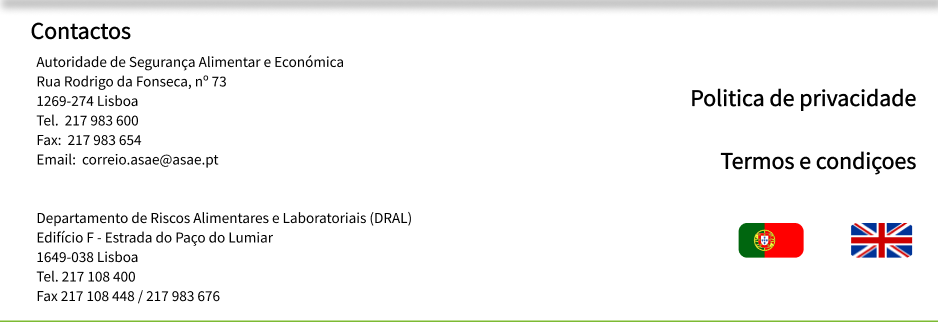 Contactos
Autoridade de Segurança Alimentar e Económica
Rua Rodrigo da Fonseca, nº 73
1269-274 Lisboa
Tel. 217 983 600
Fax: 217 983 654
Email: correio.asae@asae.pt
Departamento de Riscos Alimentares e Laboratoriais (DRAL)
Edifício F - Estrada do Paço do Lumiar
1649-038 Lisboa
Tel. 217 108 400
Fax 217 108 448 / 217 983 676
Politica de privacidade
Termos e condiçoes